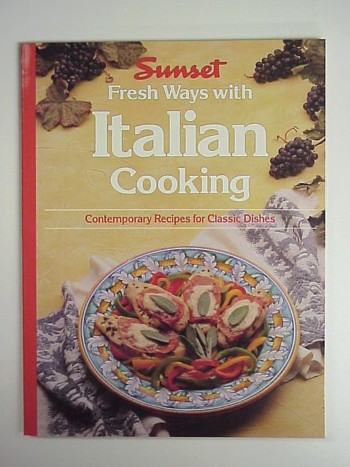 Sunset
Fresh Ways with
Italian
Cooking
Contemporary Recipes for Classic Dishes